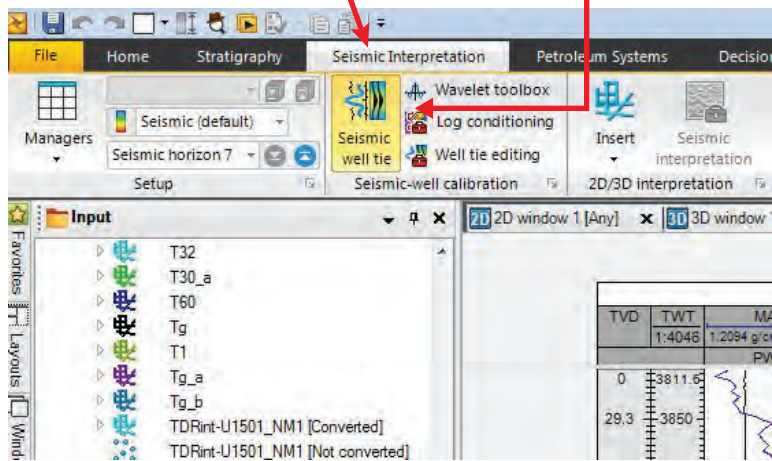 File Home Stratigraphy Seismic Interpretation Petroleum Systems Decision
Managers
Seismic (default)
Seismic horizon 7
Setup
Seismic well tie
Wavelet toolbox
Log conditioning
Well tie editing
Seismic-well calibration
Insert
Seismic interpretation
2D/3D interpretation
Favorites
Layouts
Input
T32
T30_a
T60
Tg
T1
Tg_a
Tg_b
TDRint-U1501_NM1 [Converted]
TDRint-U1501_NM1 [Not converted]
2D 2D window 1 [Any] x 3D 3D window
TVD TWT
1:4046 1.2094
0 3811.6
29.3 3850